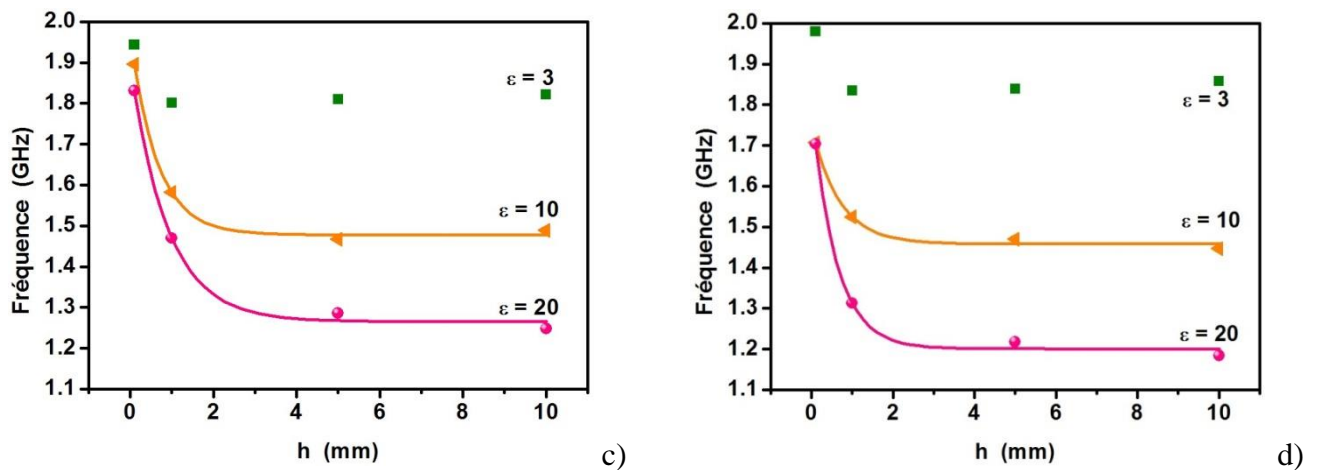 2.0
1.9
1.8
1.7
1.6
1.5
1.4
1.3
1.2
1.1
Fréquence (GHz)
ε = 3
ε = 10
ε = 20
0 2 4 6 8 10
h (mm)
c)
2.0
1.9
1.8
1.7
1.6
1.5
1.4
1.3
1.2
1.1
Fréquence (GHz)
ε = 3
ε = 10
ε = 20
0 2 4 6 8 10
h (mm)
d)